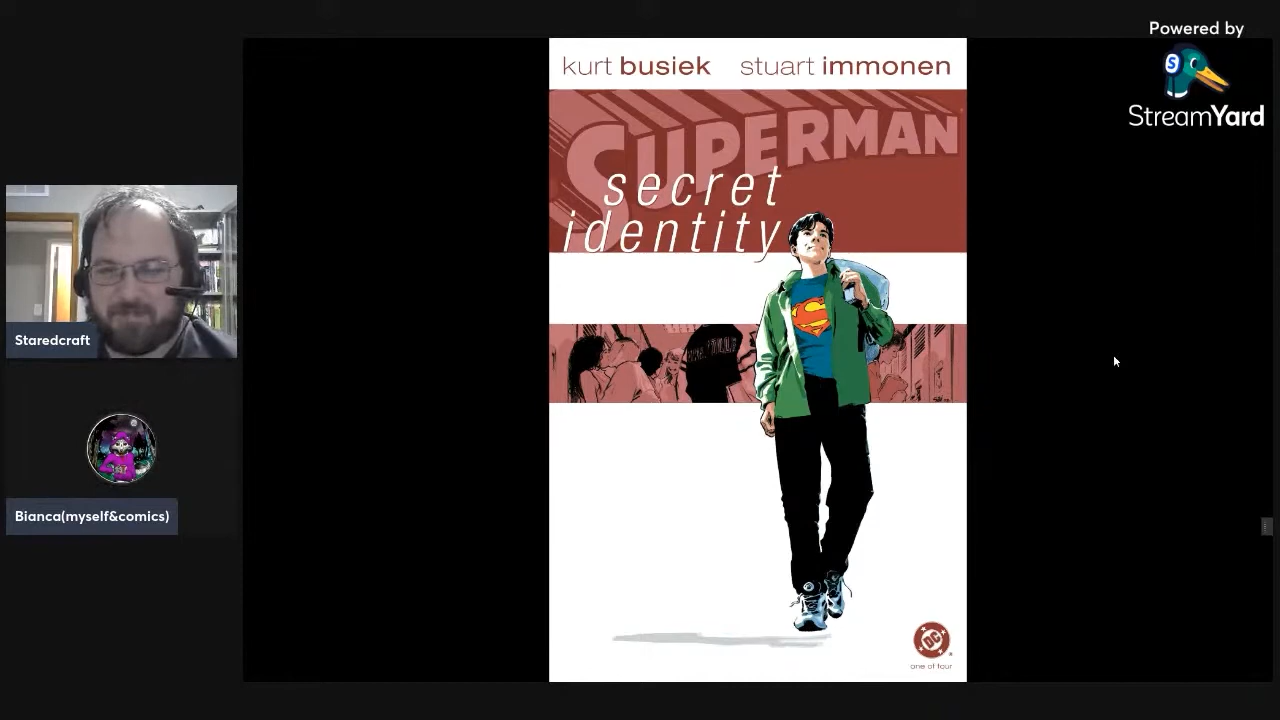 Powered by
StreamYard
kurt busiek stuart immonen
SUPERMAN
secret
identity
Staredcraft
Bianca(myself&comics)
DC
one of four